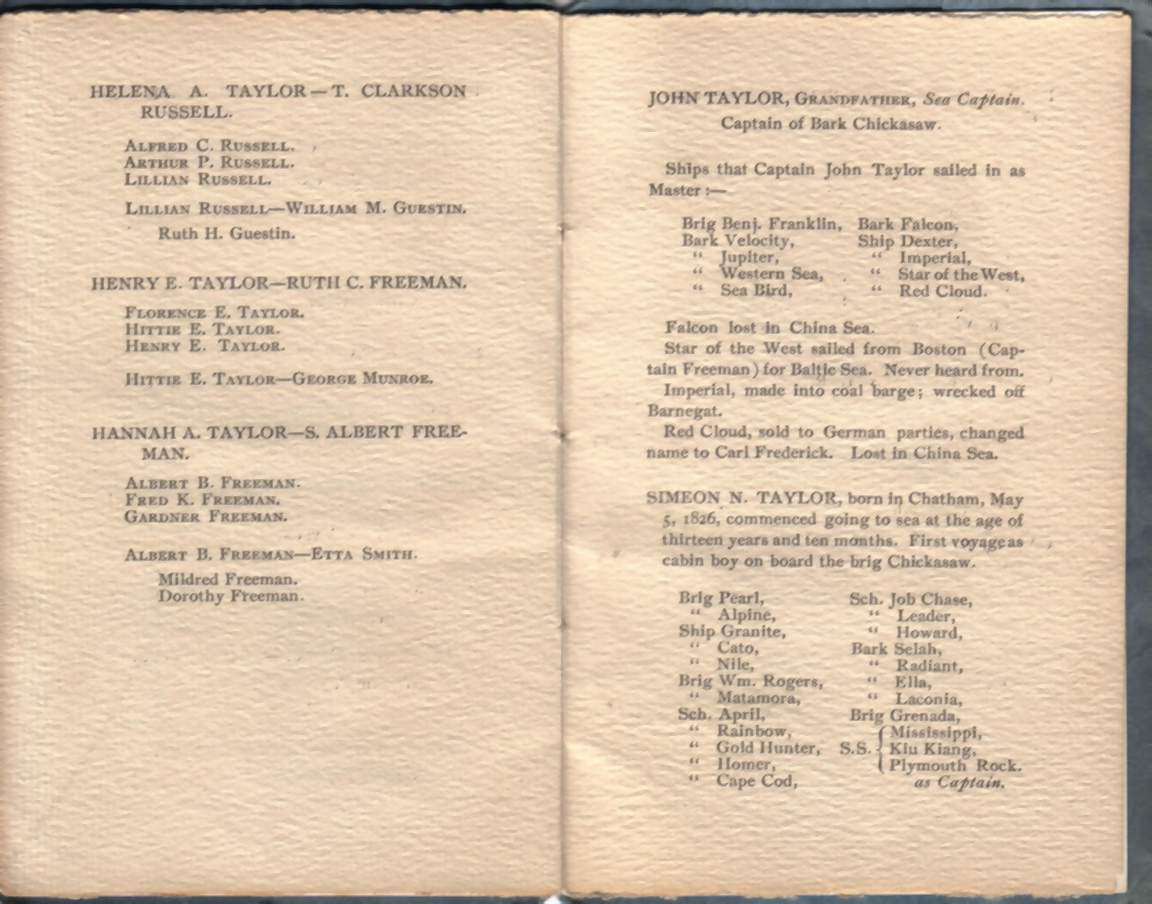 HELENA A. TAYLOR—T. CLARKSON
RUSSELL.
ALFRED C. RUSSELL.
ARTHUR P. RUSSELL.
LILLIAN RUSSELL.
LILLIAN RUSSELL—WILLIAM M. GUESTIN.
Ruth H. Guestin.
HENRY E. TAYLOR—RUTH C. FREEMAN.
FLORENCE E. TAYLOR.
HITTIE E. TAYLOR.
HENRY E. TAYLOR.
HITTIE E. TAYLOR—GEORGE MUNROE.
HANNAH A. TAYLOR—S. ALBERT FREE-
MAN.
ALBERT B. FREEMAN.
FRED K. FREEMAN.
GARDNER FREEMAN.
ALBERT B. FREEMAN—ETTA SMITH.
Mildred Freeman.
Dorothy Freeman.
JOHN TAYLOR, GRANDFATHER, Sea Captain.
Captain of Bark Chickasaw.
Ships that Captain John Taylor sailed in as
Master :—
Brig Benj. Franklin, Bark Falcon,
Bark Velocity, Ship Dexter,
“ Jupiter, “ Imperial,
“ Western Sea, “ Star of the West,
“ Sea Bird, “ Red Cloud.
Falcon lost in China Sea.
Star of the West sailed from Boston (Cap-
tain Freeman) for Baltic Sea. Never heard from.
Imperial, made into coal barge; wrecked off
Barnegat.
Red Cloud, sold to German parties, changed
name to Carl Frederick. Lost in China Sea.
SIMEON N. TAYLOR, born in Chatham, May
5, 1826, commenced going to sea at the age of
thirteen years and ten months. First voyage as
cabin boy on board the brig Chickasaw.
Brig Pearl, Sch. Job Chase,
“ Alpine, “ Leader,
Ship Granite, “ Howard,
“ Cato, Bark Selah,
“ Nile, “ Radiant,
Brig Wm. Rogers, “ Ella,
“ Matamora, “ Laconia,
Sch. April, Brig Grenada,
“ Rainbow, Mississippi,
“ Gold Hunter, S.S. Kiu Kiang,
“ Homer, Plymouth Rock.
“ Cape Cod, as Captain.